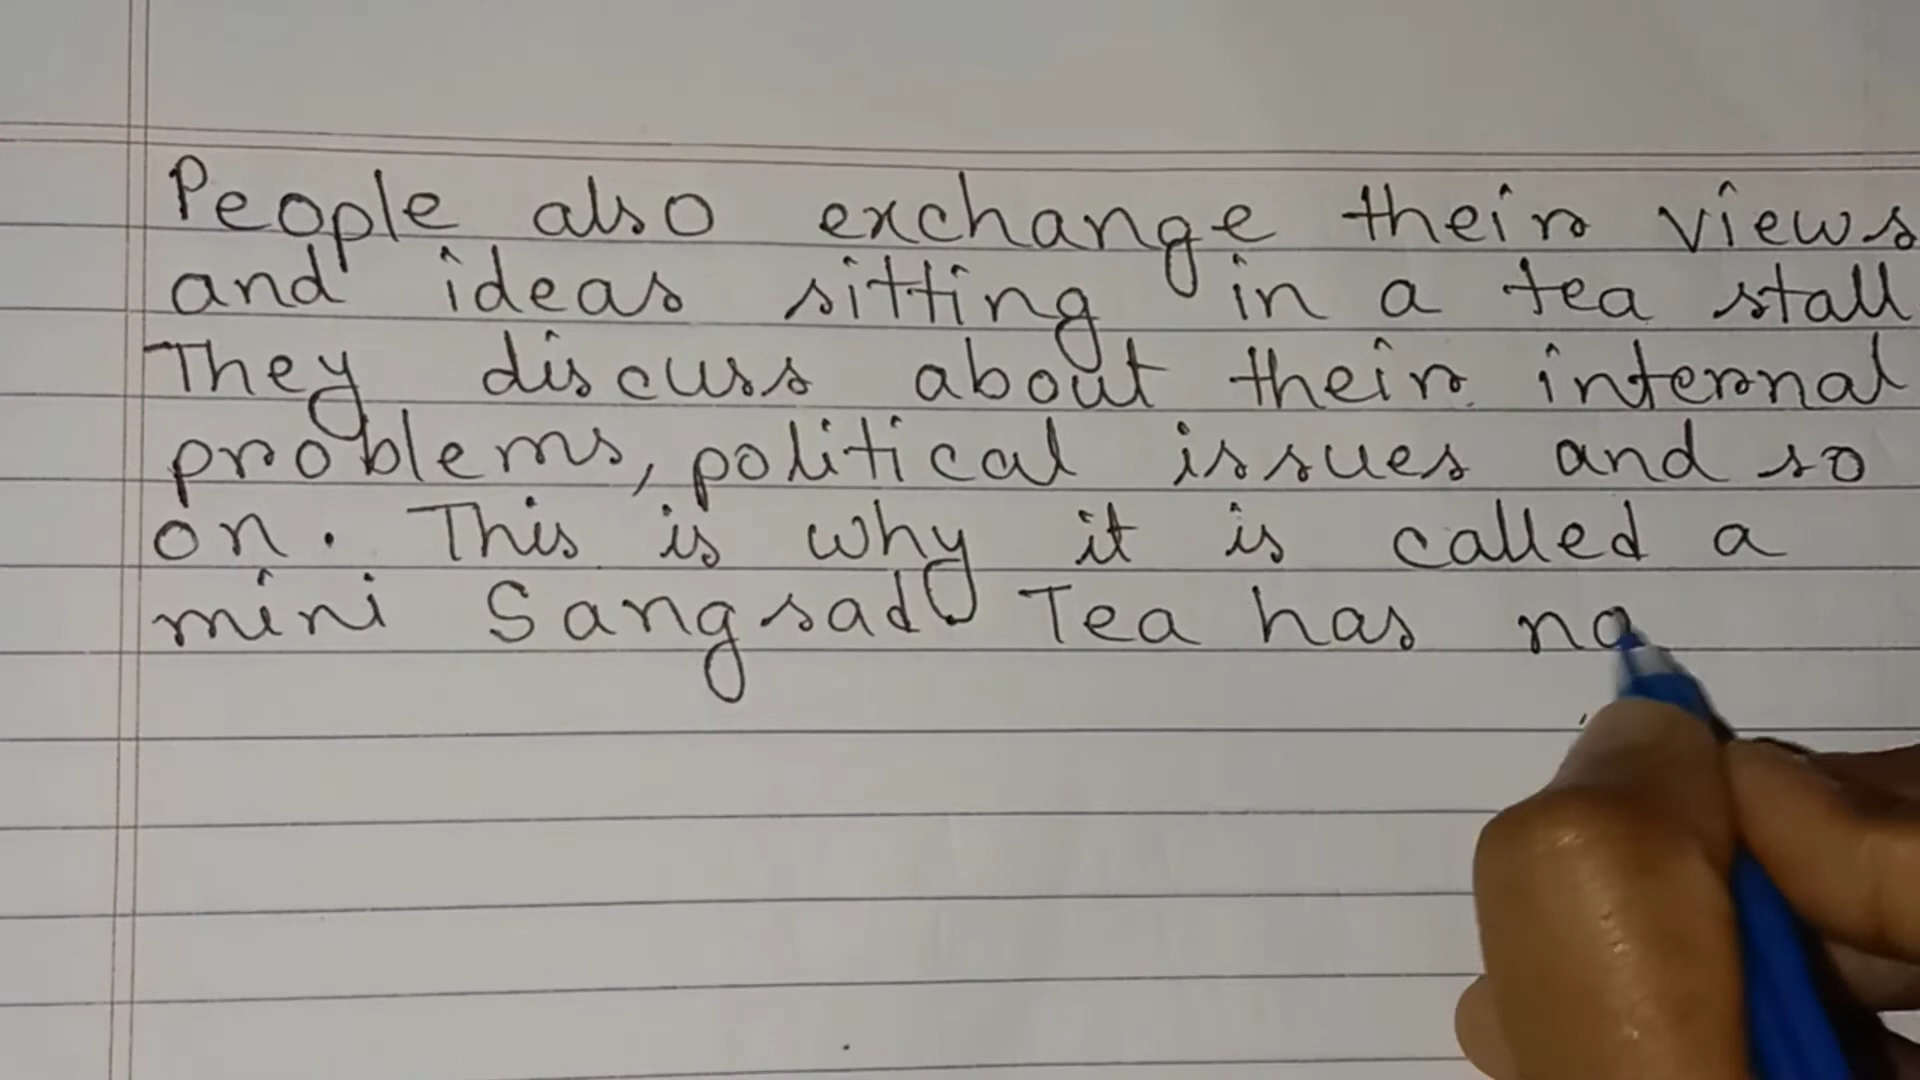 People also exchange their views
and ideas sitting in a tea stall
They discuss about their internal
problems, political issues and so
on. This is why it is called a
mini Sangsad. Tea has no